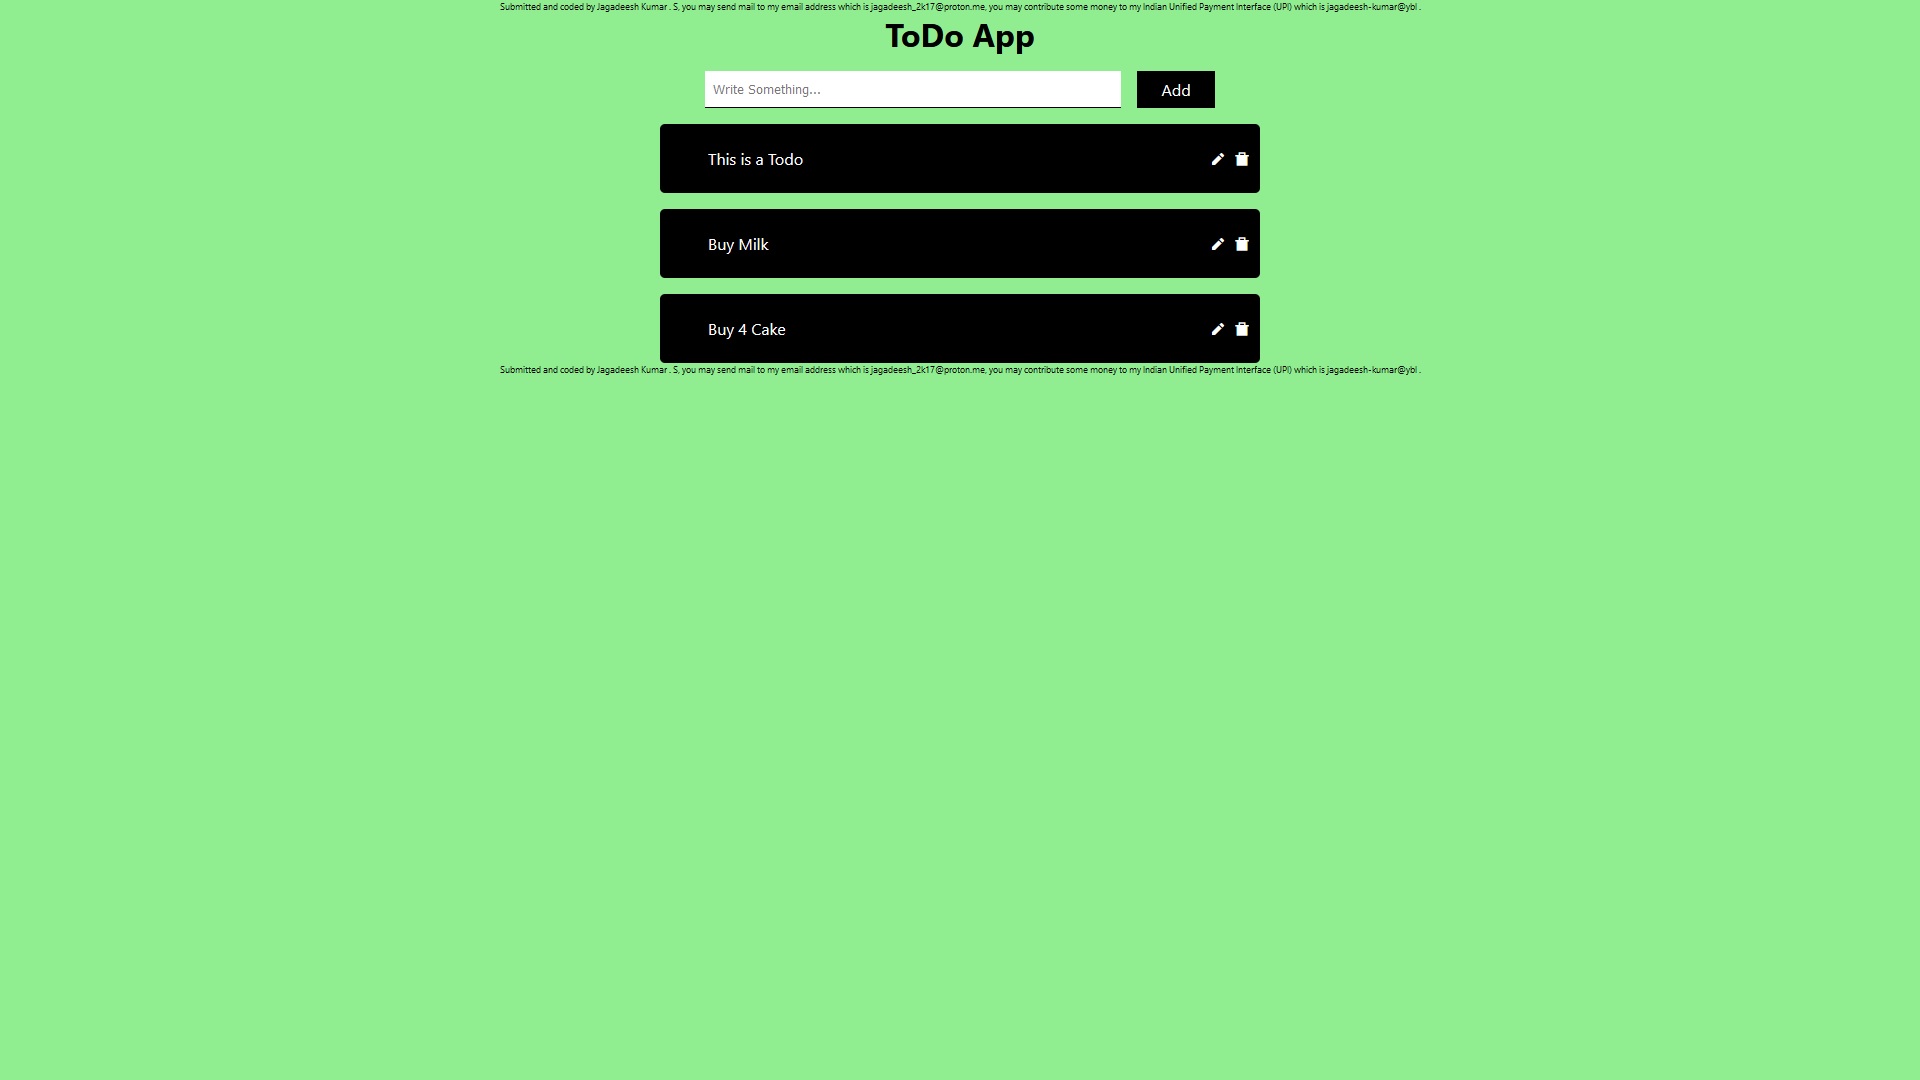 Submitted and coded by Jagadeesh Kumar . S, you may send mail to my email address which is jagadeesh_2k17@proton.me, you may contribute some money to my Indian Unified Payment Interface (UPI) which is jagadeesh-kumar@ybl .
ToDo App
Write Something...
Add
This is a Todo
Buy Milk
Buy 4 Cake
Submitted and coded by Jagadeesh Kumar . S, you may send mail to my email address which is jagadeesh_2k17@proton.me, you may contribute some money to my Indian Unified Payment Interface (UPI) which is jagadeesh-kumar@ybl .